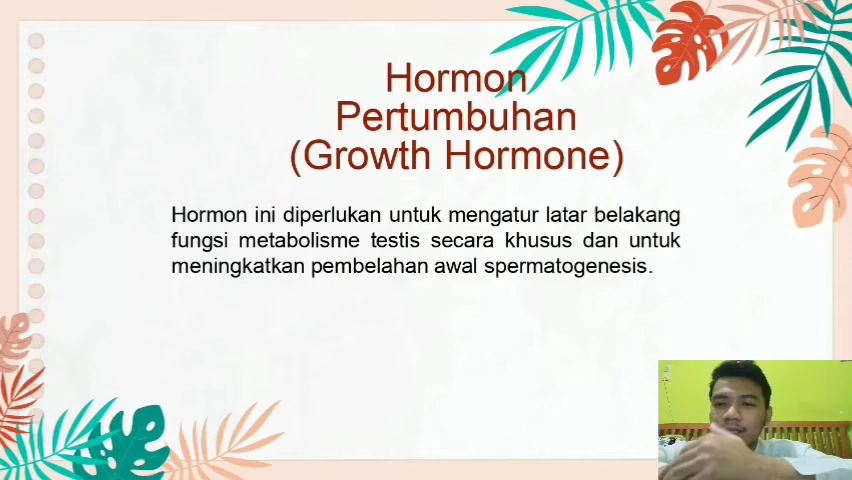 Hormon
Pertumbuhan
(Growth Hormone)
Hormon ini diperlukan untuk mengatur latar belakang
fungsi metabolisme testis secara khusus dan untuk
meningkatkan pembelahan awal spermatogenesis.